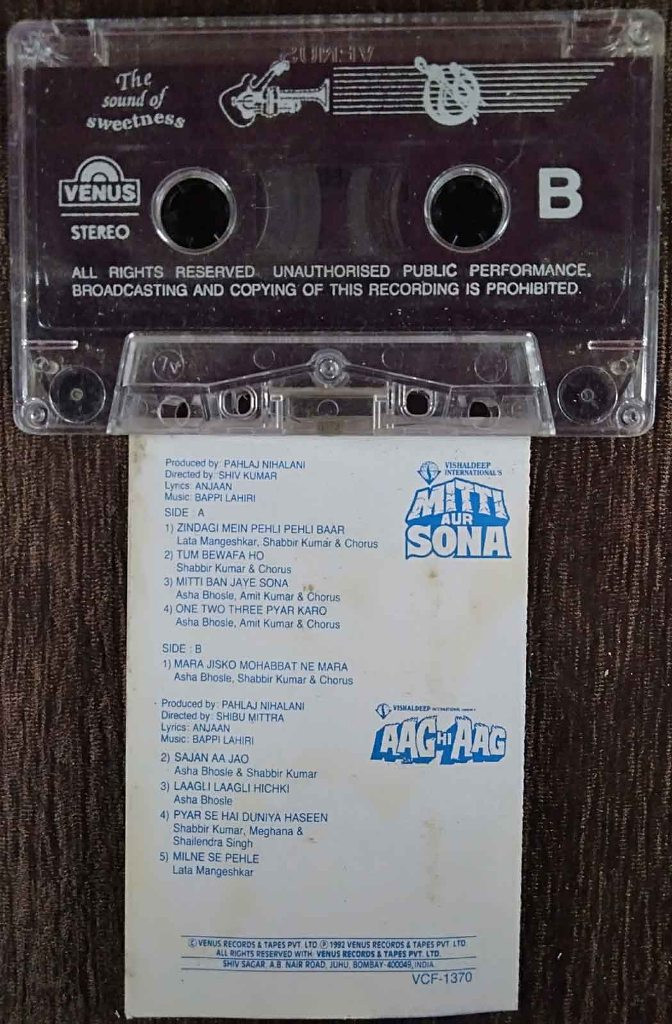 VENUS
The
sound of
sweetness
VENUS
STEREO
B
ALL RIGHTS RESERVED UNAUTHORISED PUBLIC PERFORMANCE,
BROADCASTING AND COPYING OF THIS RECORDING IS PROHIBITED.
Produced by: PAHLAJ NIHALANI
Directed by: SHIV KUMAR
Lyrics: ANJAAN
Music: BAPPI LAHIRI
VISHALDEEP
INTERNATIONAL'S
MITTI
AUR
SONA
SIDE : A
1) ZINDAGI MEIN PEHLI PEHLI BAAR
Lata Mangeshkar, Shabbir Kumar & Chorus
2) TUM BEWAFA HO
Shabbir Kumar & Chorus
3) MITTI BAN JAYE SONA
Asha Bhosle, Amit Kumar & Chorus
4) ONE TWO THREE PYAR KARO
Asha Bhosle, Amit Kumar & Chorus
SIDE : B
1) MARA JISKO MOHABBAT NE MARA
Asha Bhosle, Shabbir Kumar & Chorus
Produced by: PAHLAJ NIHALANI
Directed by: SHIBU MITTRA
Lyrics: ANJAAN
Music: BAPPI LAHIRI
VISHALDEEP INTERNATIONAL
AAG HI AAG
2) SAJAN AA JAO
Asha Bhosle & Shabbir Kumar
3) LAAGLI LAAGLI HICHKI
Asha Bhosle
4) PYAR SE HAI DUNIYA HASEEN
Shabbir Kumar, Meghana &
Shailendra Singh
5) MILNE SE PEHLE
Lata Mangeshkar
© VENUS RECORDS & TAPES PVT. LTD. ℗ 1992 VENUS RECORDS & TAPES PVT. LTD.
ALL RIGHTS RESERVED WITH VENUS RECORDS & TAPES PVT. LTD.
SHIV SAGAR, A.B. NAIR ROAD, JUHU, BOMBAY-400049, INDIA.
VCF-1370